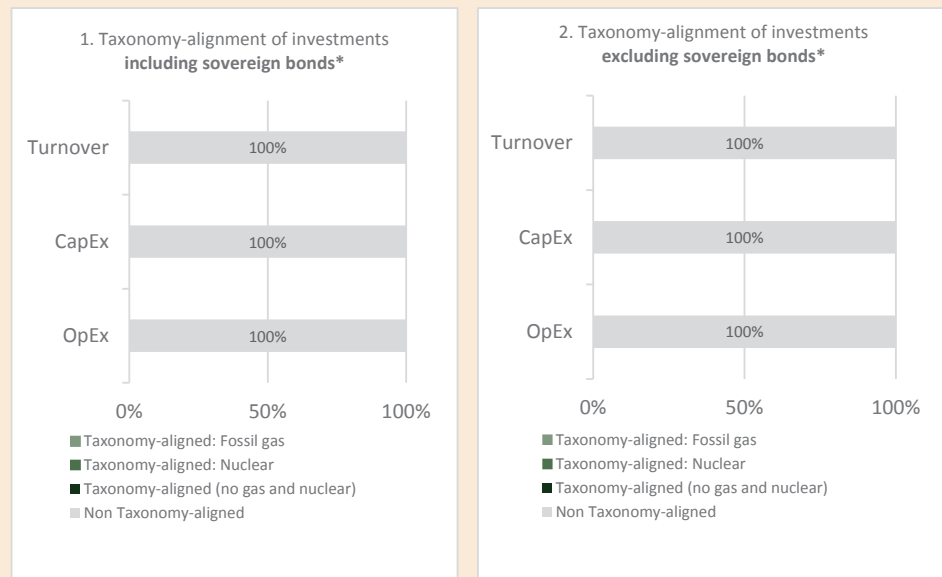 1. Taxonomy-alignment of investments
including sovereign bonds*
Turnover
100%
CapEx
100%
OpEx
100%
0%
50%
100%
Taxonomy-aligned: Fossil gas
Taxonomy-aligned: Nuclear
Taxonomy-aligned (no gas and nuclear)
Non Taxonomy-aligned
2. Taxonomy-alignment of investments
excluding sovereign bonds*
Turnover
100%
CapEx
100%
OpEx
100%
0%
50%
100%
Taxonomy-aligned: Fossil gas
Taxonomy-aligned: Nuclear
Taxonomy-aligned (no gas and nuclear)
Non Taxonomy-aligned